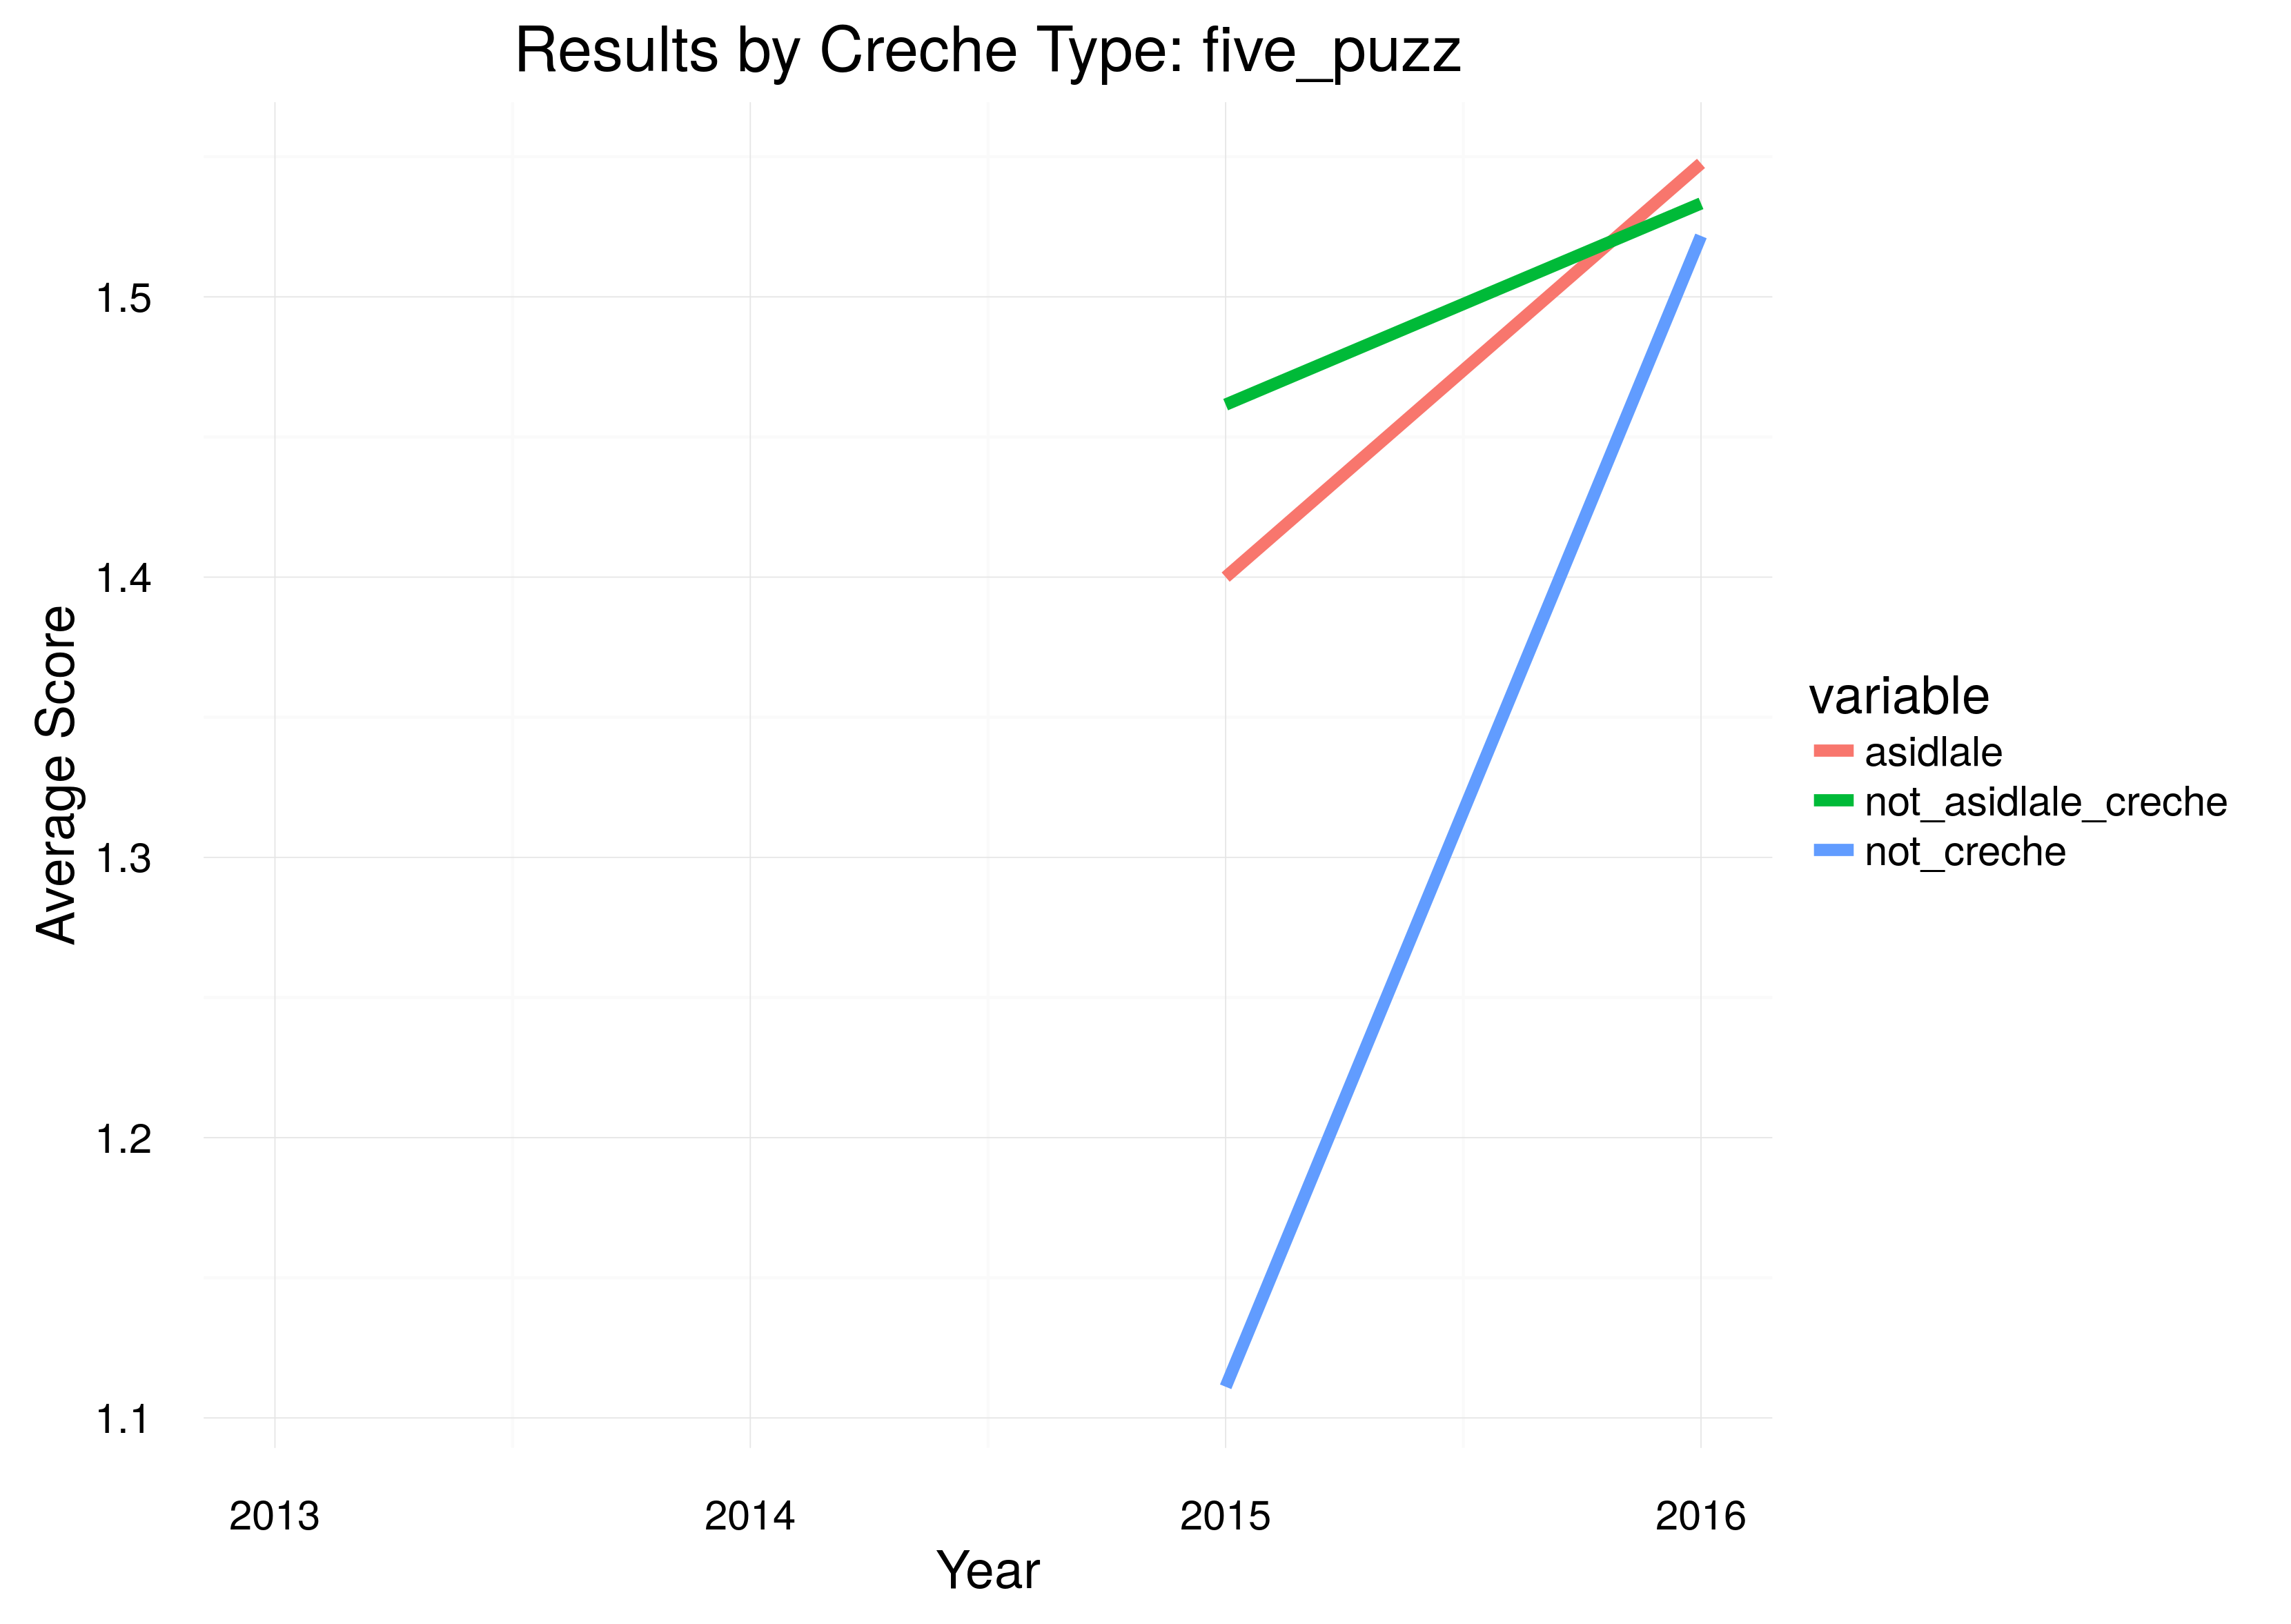 Results by Creche Type: five_puzz
Average Score
1.5
1.4
1.3
1.2
1.1
2013 2014 2015 2016
Year
variable
asidlale
not_asidlale_creche
not_creche